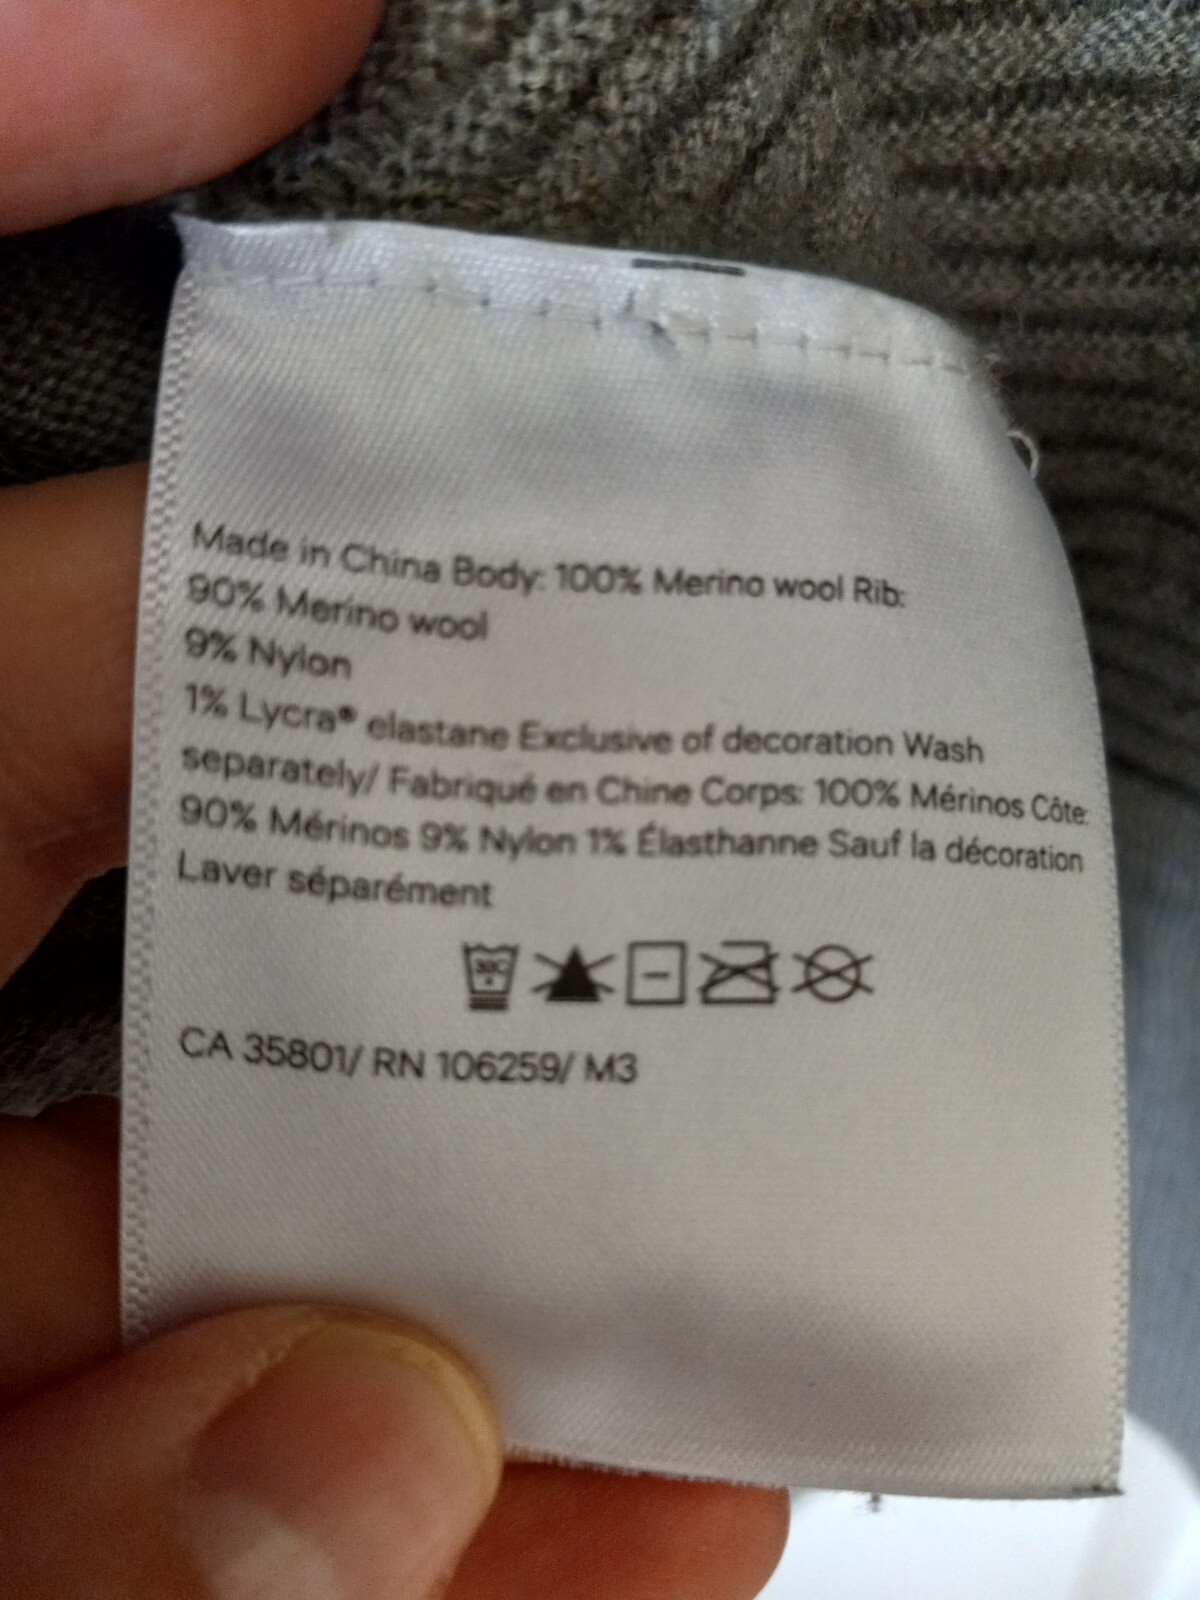 Made in China Body: 100% Merino wool Rib:
90% Merino wool
9% Nylon
1% Lycra® elastane Exclusive of decoration Wash
separately/ Fabriqué en Chine Corps: 100% Mérinos Côte:
90% Mérinos 9% Nylon 1% Élasthanne Sauf la décoration
Laver séparément
30C
CA 35801/ RN 106259/ M3